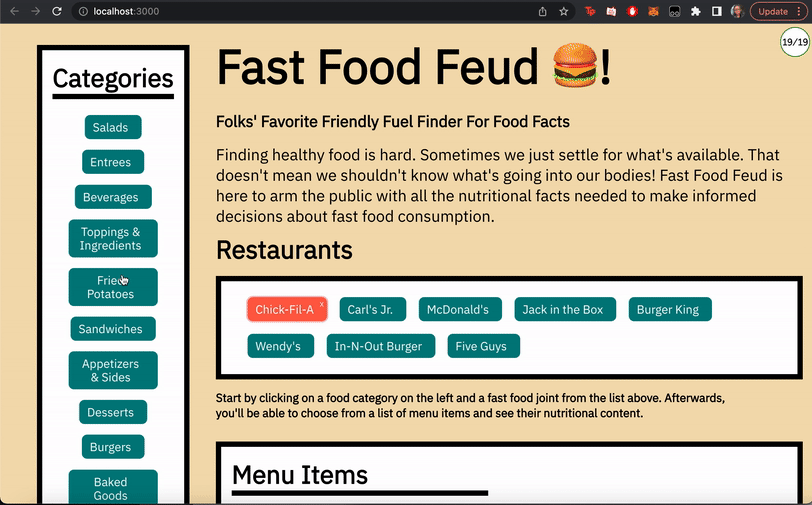 localhost:3000
Update
19/19
Categories
Salads
Entrees
Beverages
Toppings &
Ingredients
Fried
Potatoes
Sandwiches
Appetizers
& Sides
Desserts
Burgers
Baked
Goods
Fast Food Feud 🍔!
Folks' Favorite Friendly Fuel Finder For Food Facts
Finding healthy food is hard. Sometimes we just settle for what's available. That
doesn't mean we shouldn't know what's going into our bodies! Fast Food Feud is
here to arm the public with all the nutritional facts needed to make informed
decisions about fast food consumption.
Restaurants
Chick-Fil-A x
Carl's Jr.
McDonald's
Jack in the Box
Burger King
Wendy's
In-N-Out Burger
Five Guys
Start by clicking on a food category on the left and a fast food joint from the list above. Afterwards,
you'll be able to choose from a list of menu items and see their nutritional content.
Menu Items